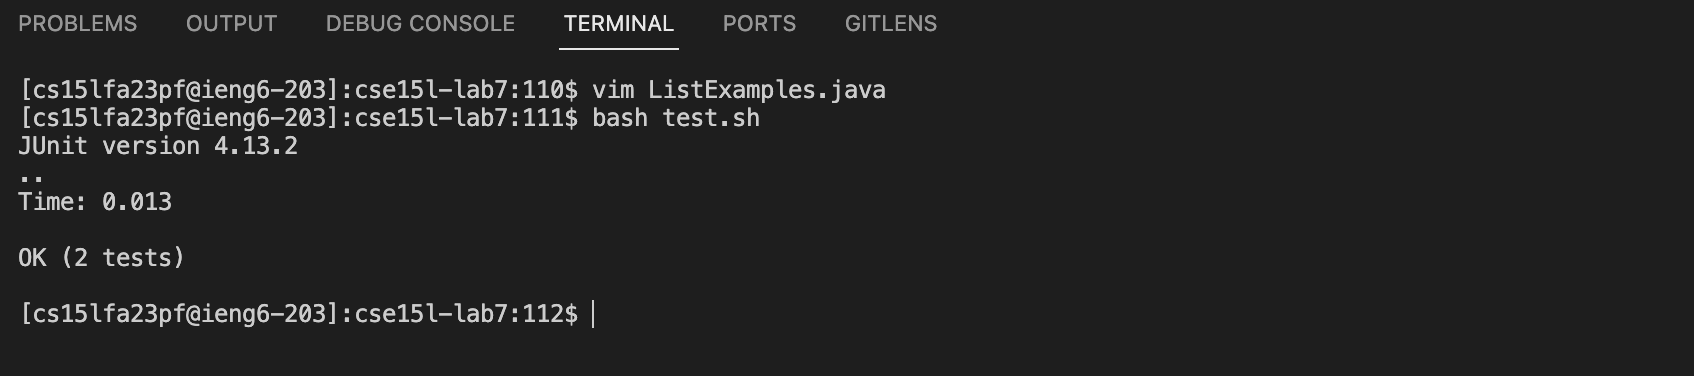 PROBLEMS OUTPUT DEBUG CONSOLE TERMINAL PORTS GITLENS
[cs15lfa23pf@ieng6-203]:cse15l-lab7:110$ vim ListExamples.java
[cs15lfa23pf@ieng6-203]:cse15l-lab7:111$ bash test.sh
JUnit version 4.13.2
..
Time: 0.013
OK (2 tests)
[cs15lfa23pf@ieng6-203]:cse15l-lab7:112$